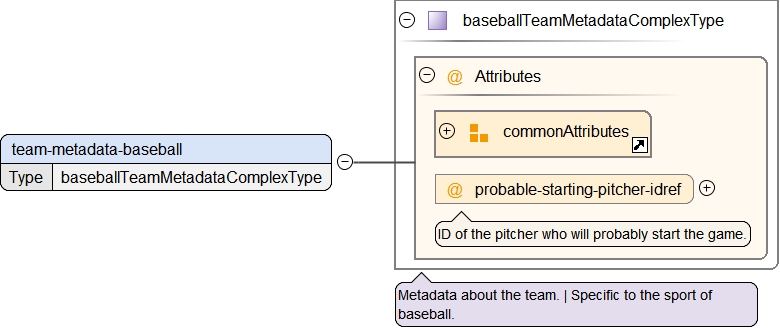 baseballTeamMetadataComplexType
@ Attributes
commonAttributes
team-metadata-baseball
Type baseballTeamMetadataComplexType
@ probable-starting-pitcher-idref
ID of the pitcher who will probably start the game.
Metadata about the team. | Specific to the sport of
baseball.